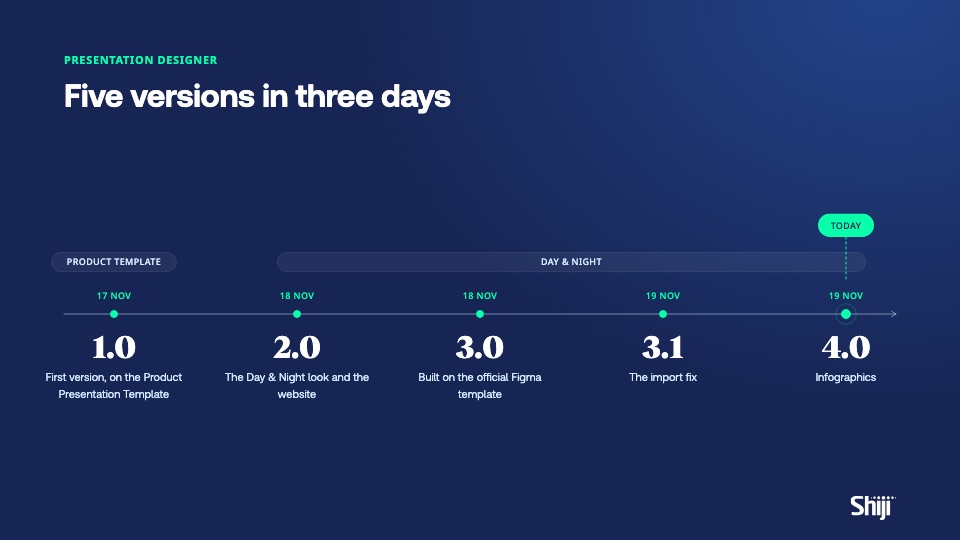 PRESENTATION DESIGNER
Five versions in three days
TODAY
PRODUCT TEMPLATE
DAY & NIGHT
17 NOV
18 NOV
18 NOV
19 NOV
19 NOV
1.0
2.0
3.0
3.1
4.0
First version, on the Product
Presentation Template
The Day & Night look and the
website
Built on the official Figma
template
The import fix
Infographics
Shiji